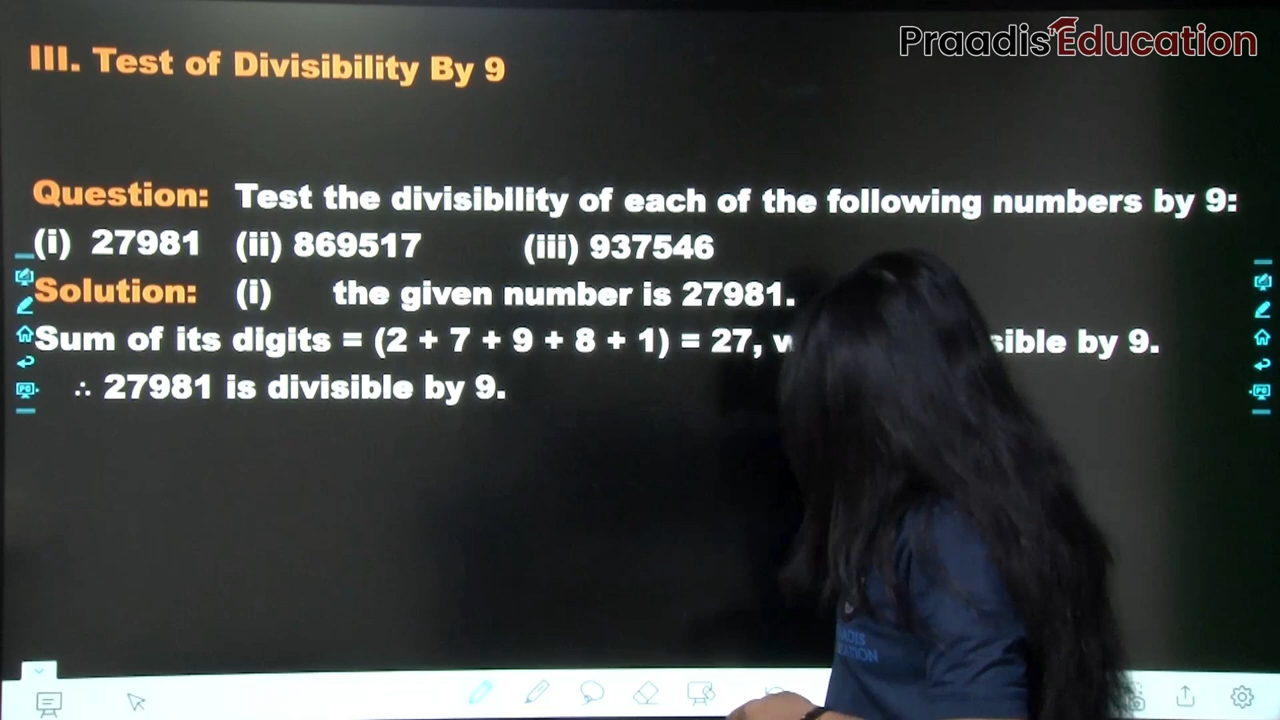 Praadis Education
III. Test of Divisibility By 9
Question: Test the divisibility of each of the following numbers by 9:
(i) 27981 (ii) 869517 (iii) 937546
Solution: (i) the given number is 27981.
Sum of its digits = (2 + 7 + 9 + 8 + 1) = 27, by 9.
∴ 27981 is divisible by 9.